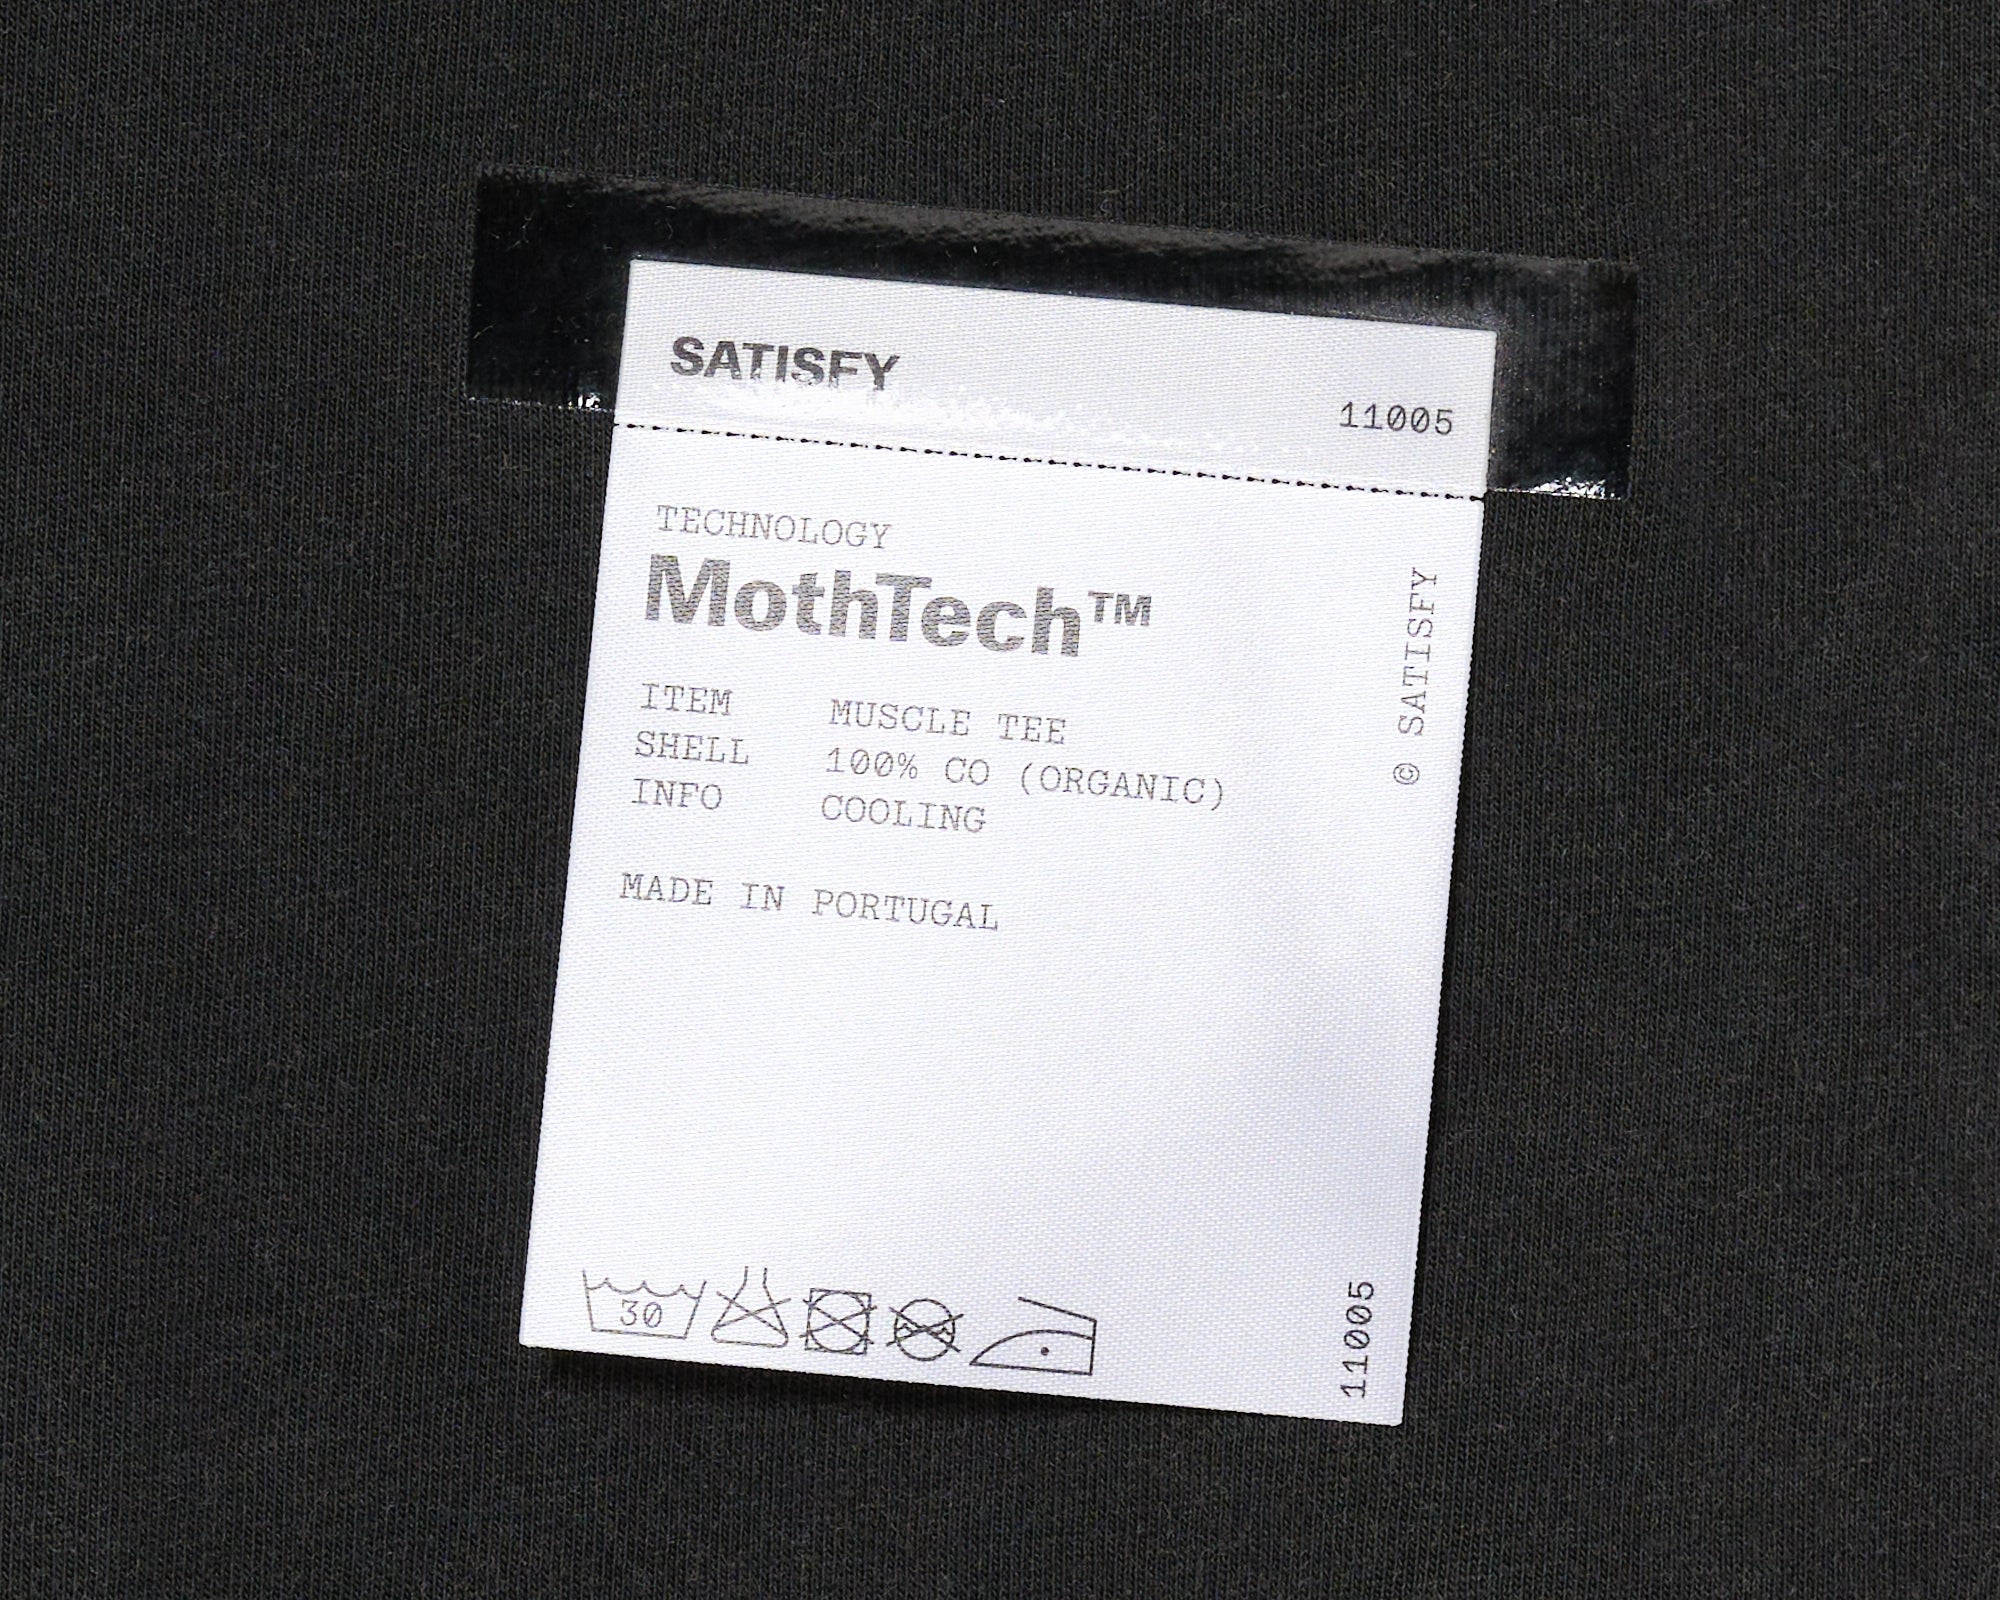 SATISFY
11005
TECHNOLOGY
MothTech™
ITEM MUSCLE TEE
SHELL 100% CO (ORGANIC)
INFO COOLING
MADE IN PORTUGAL
© SATISFY
30
11005